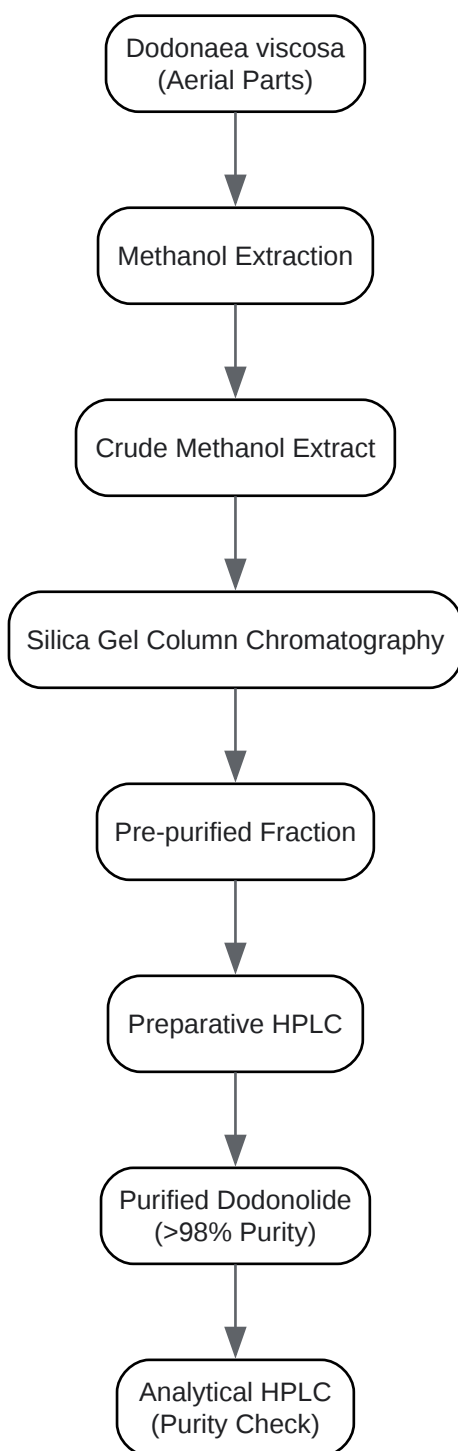 Dodonaea viscosa
(Aerial Parts)
Methanol Extraction
Crude Methanol Extract
Silica Gel Column Chromatography
Pre-purified Fraction
Preparative HPLC
Purified Dodonolide
(>98% Purity)
Analytical HPLC
(Purity Check)